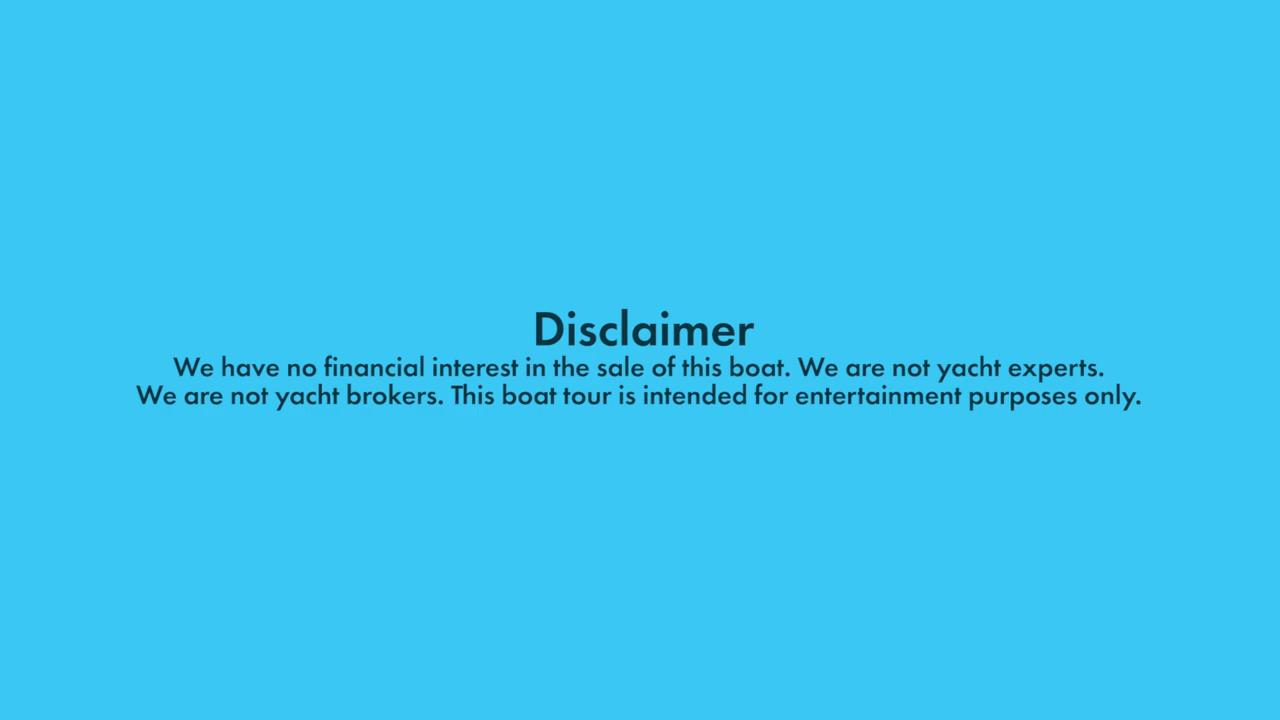 Disclaimer
We have no financial interest in the sale of this boat. We are not yacht experts.
We are not yacht brokers. This boat tour is intended for entertainment purposes only.